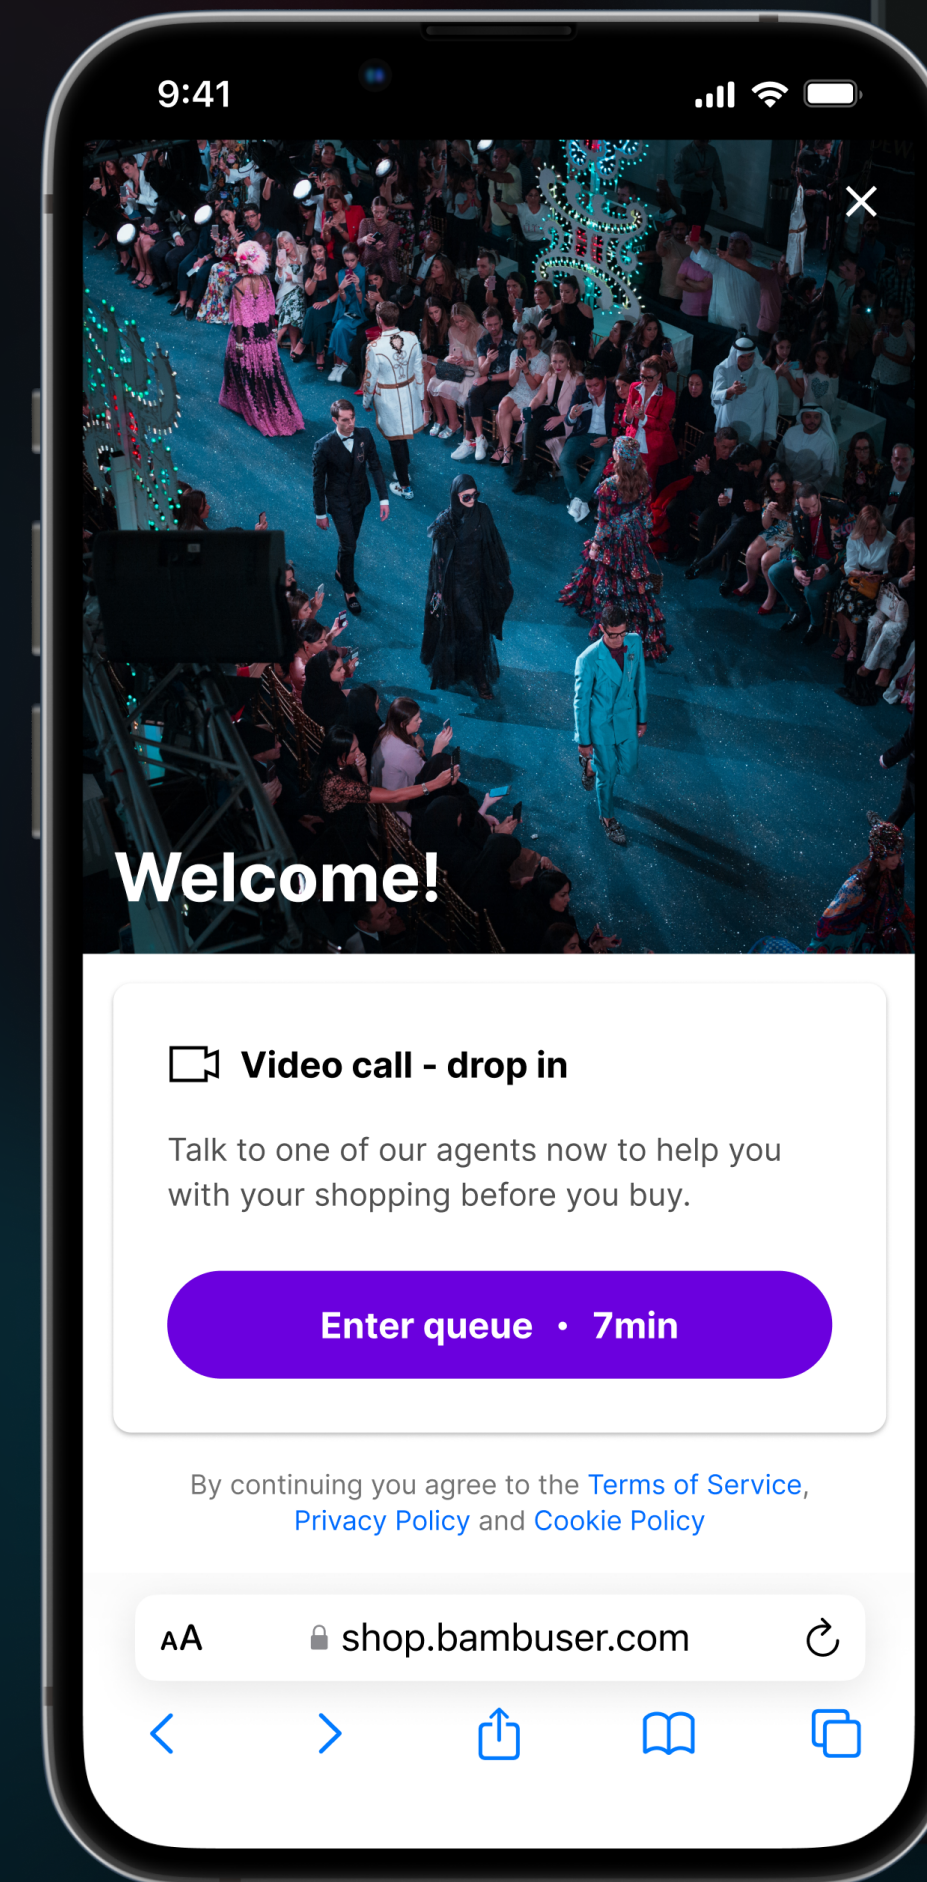 9:41
Welcome!
Video call - drop in
Talk to one of our agents now to help you
with your shopping before you buy.
Enter queue • 7min
By continuing you agree to the Terms of Service,
Privacy Policy and Cookie Policy
AA shop.bambuser.com